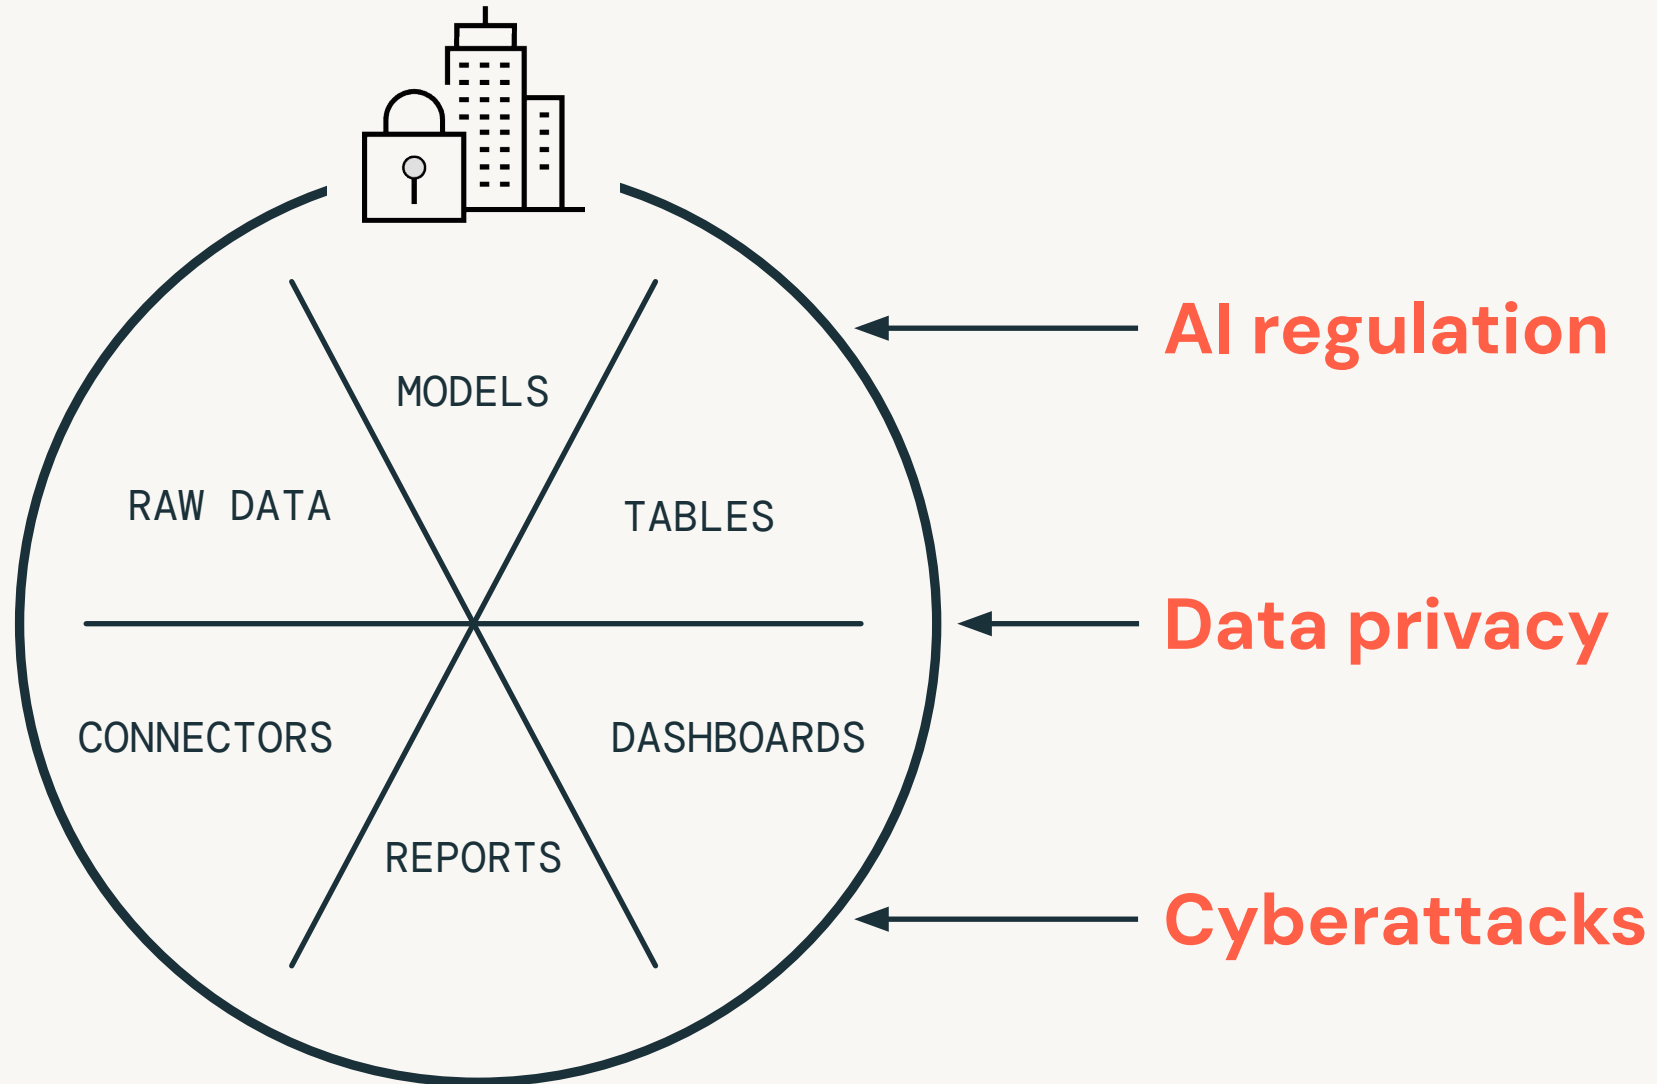 MODELS
RAW DATA
TABLES
CONNECTORS
DASHBOARDS
REPORTS
AI regulation
Data privacy
Cyberattacks